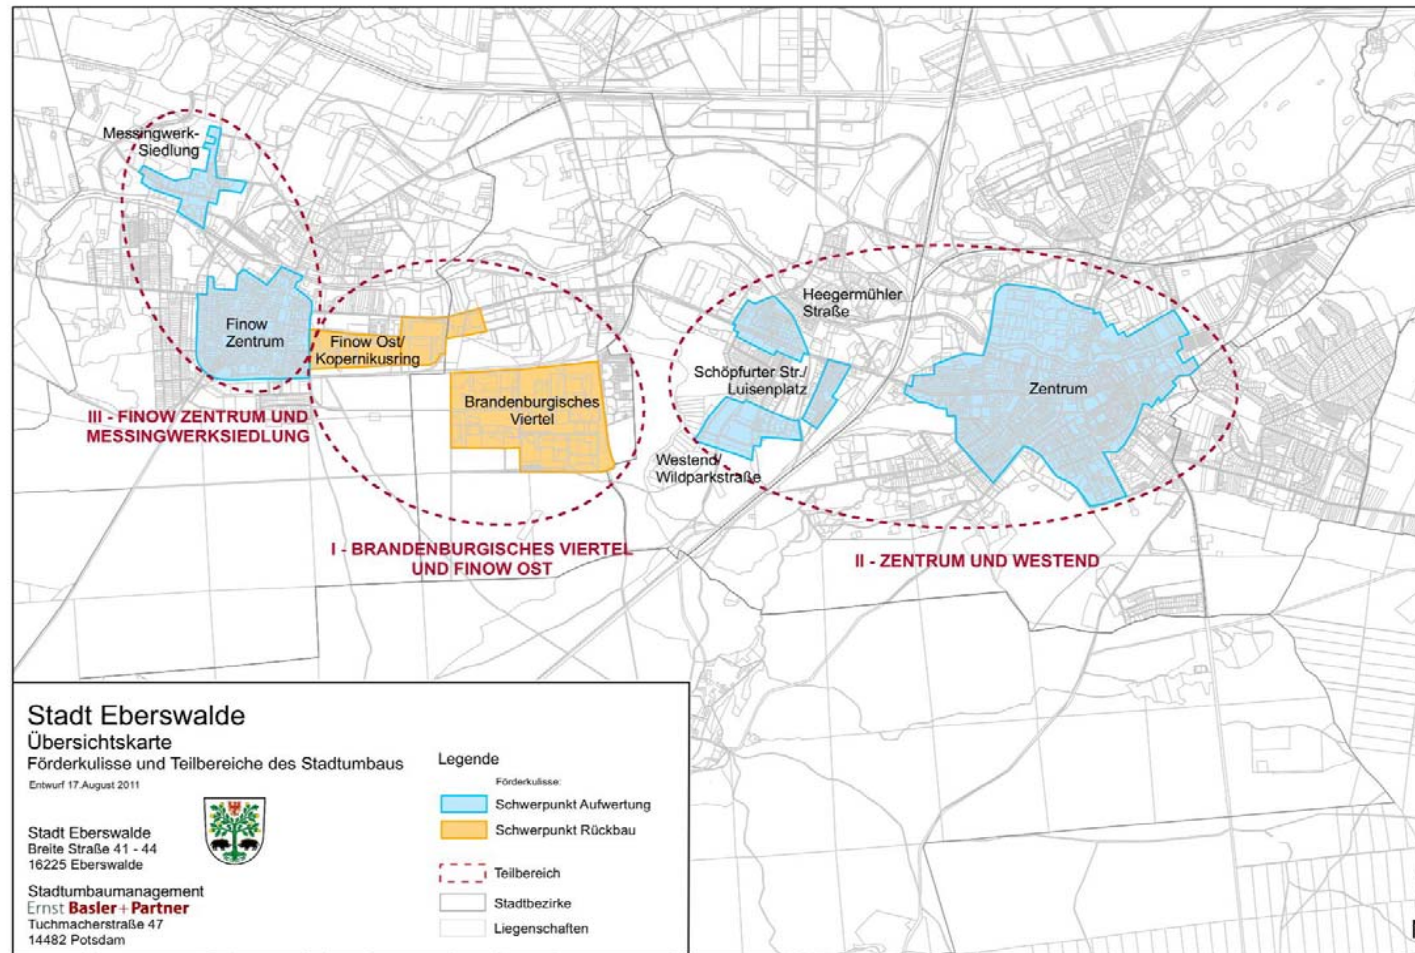 Messingwerk-
Siedlung
Finow
Zentrum
Finow Ost/
Kopernikusring
Brandenburgisches
Viertel
Heegermühler
Straße
Schöpfurter Str./
Luisenplatz
Westend/
Wildparkstraße
Zentrum
III - FINOW ZENTRUM UND
MESSINGWERKSIEDLUNG
I - BRANDENBURGISCHES VIERTEL
UND FINOW OST
II - ZENTRUM UND WESTEND
Stadt Eberswalde
Übersichtskarte
Förderkulisse und Teilbereiche des Stadtumbaus
Entwurf 17.August 2011
Stadt Eberswalde
Breite Straße 41 - 44
16225 Eberswalde
Stadtumbaumanagement
Ernst Basler + Partner
Tuchmacherstraße 47
14482 Potsdam
Legende
Förderkulisse:
Schwerpunkt Aufwertung
Schwerpunkt Rückbau
Teilbereich
Stadtbezirke
Liegenschaften